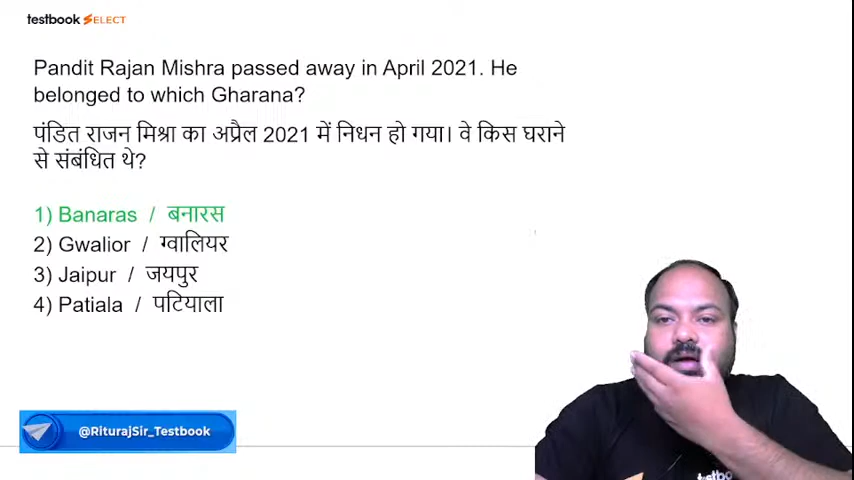 testbook SELECT
Pandit Rajan Mishra passed away in April 2021. He
belonged to which Gharana?
पंडित राजन मिश्रा का अप्रैल 2021 में निधन हो गया। वे किस घराने
से संबंधित थे?
1) Banaras / बनारस
2) Gwalior / ग्वालियर
3) Jaipur / जयपुर
4) Patiala / पटियाला
@RiturajSir_Testbook